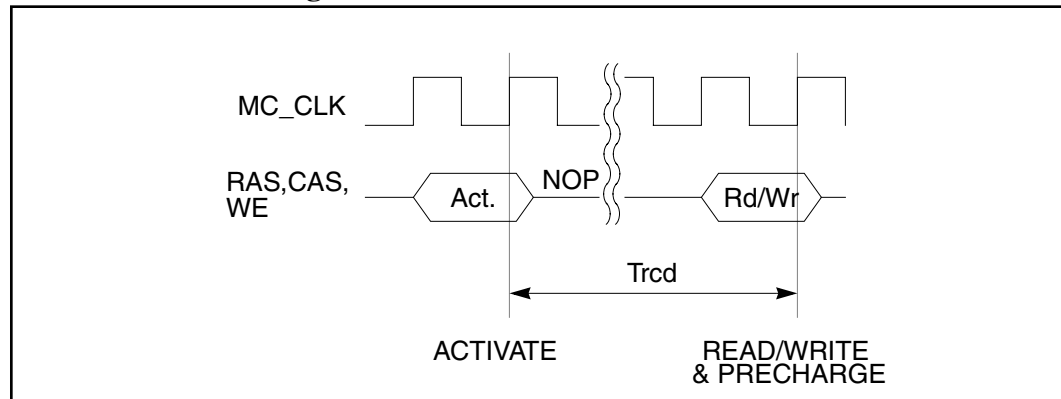 MC_CLK
RAS,CAS,
WE
Act.
NOP
Rd/Wr
Trcd
ACTIVATE
READ/WRITE
& PRECHARGE